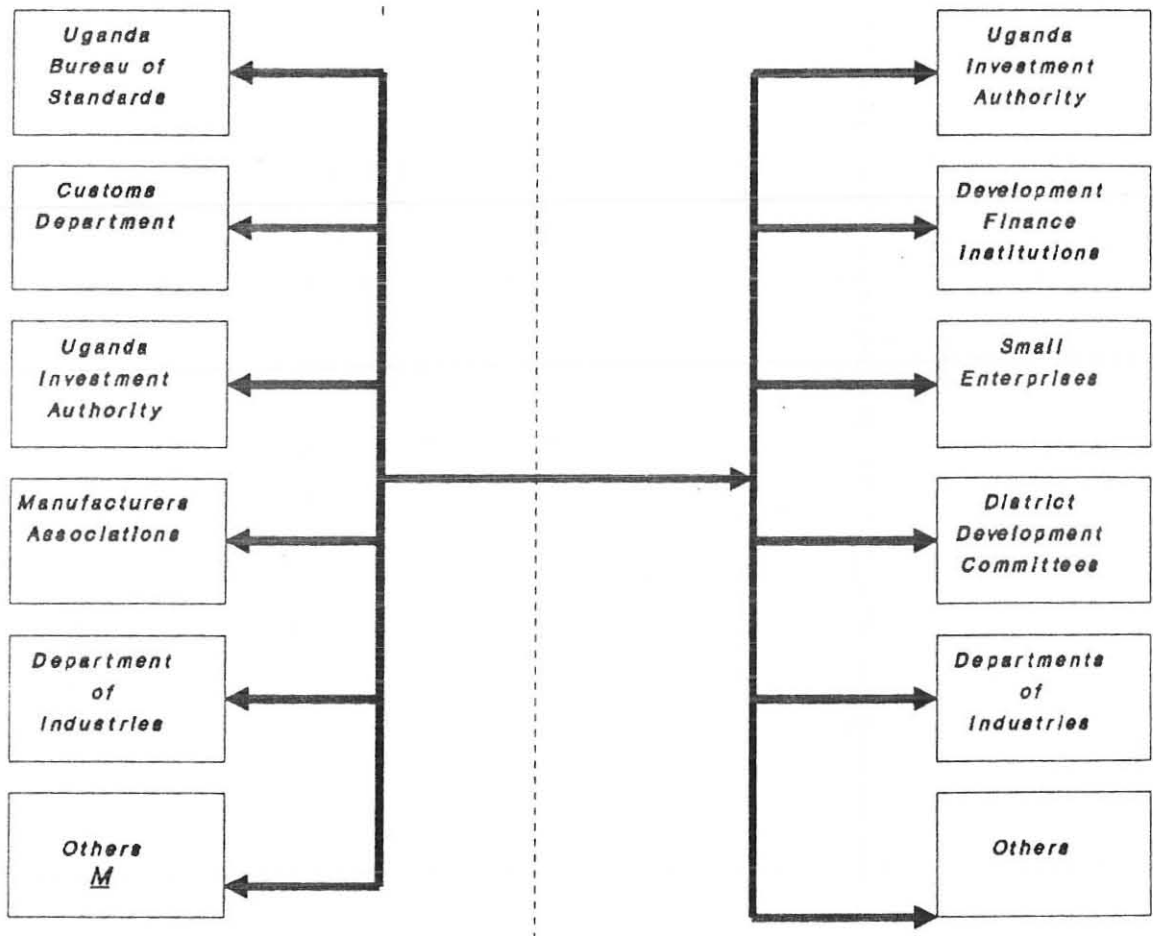 Uganda
Bureau of
Standards
Customs
Department
Uganda
Investment
Authority
Manufacturers
Associations
Department
of
Industries
Others
M
Uganda
Investment
Authority
Development
Finance
Institutions
Small
Enterprises
District
Development
Committees
Departments
of
Industries
Others